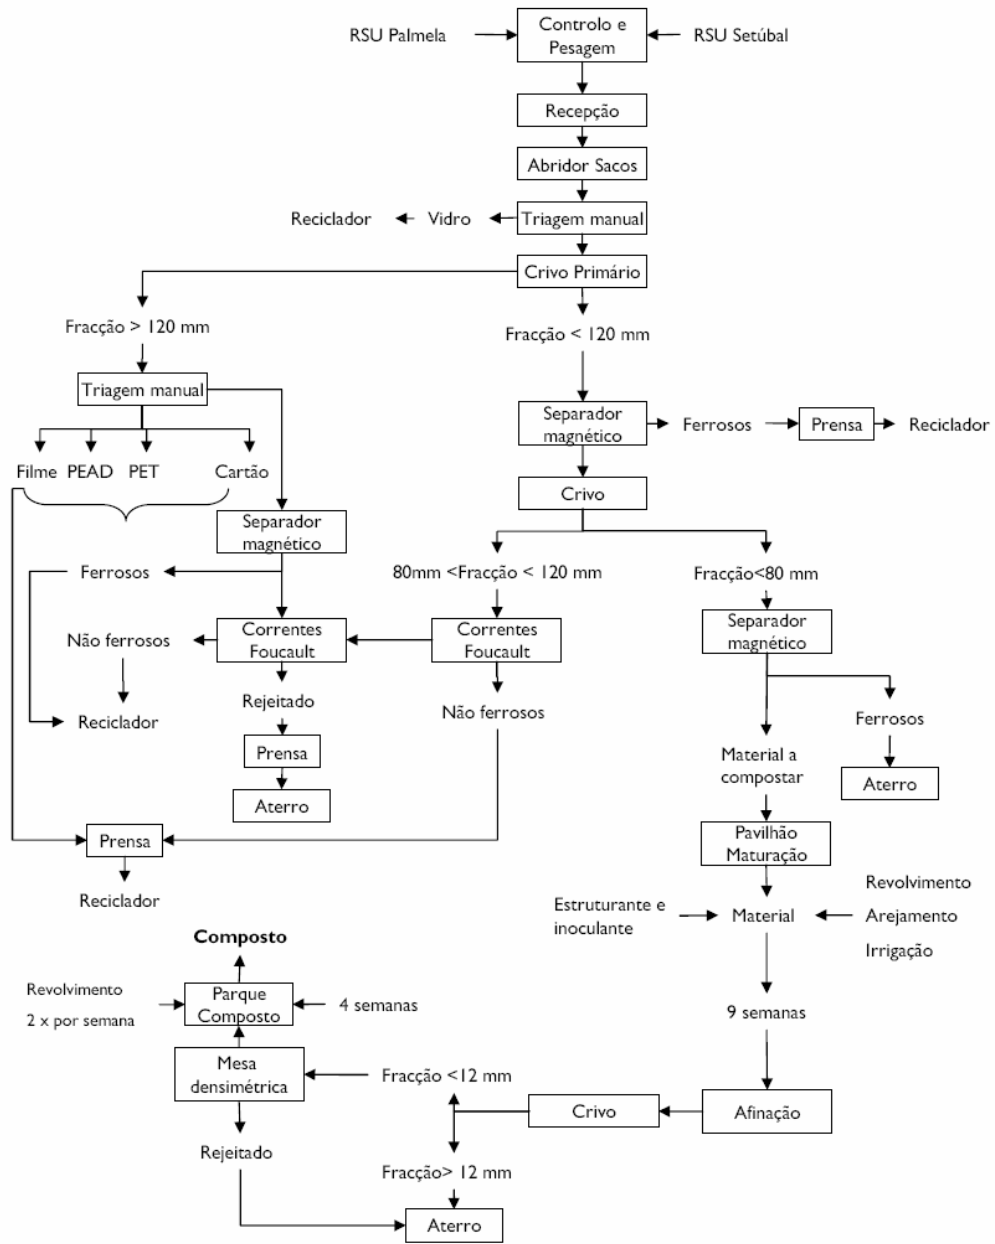 RSU Palmela
Controlo e
Pesagem
RSU Setúbal
Recepção
Abridor Sacos
Reciclador
Vidro
Triagem manual
Crivo Primário
Fracção > 120 mm
Fracção < 120 mm
Triagem manual
Separador
magnético
Ferrosos
Prensa
Reciclador
Filme
PEAD
PET
Cartão
Crivo
Separador
magnético
Ferrosos
80mm <Fracção < 120 mm
Fracção<80 mm
Não ferrosos
Correntes
Foucault
Correntes
Foucault
Separador
magnético
Reciclador
Rejeitado
Não ferrosos
Ferrosos
Prensa
Material a
compostar
Aterro
Aterro
Prensa
Pavilhão
Maturação
Reciclador
Estruturante e
inoculante
Material
Revolvimento
Arejamento
Irrigação
Composto
Revolvimento
2 x por semana
Parque
Composto
4 semanas
9 semanas
Mesa
densimétrica
Fracção <12 mm
Crivo
Afinação
Rejeitado
Fracção> 12 mm
Aterro